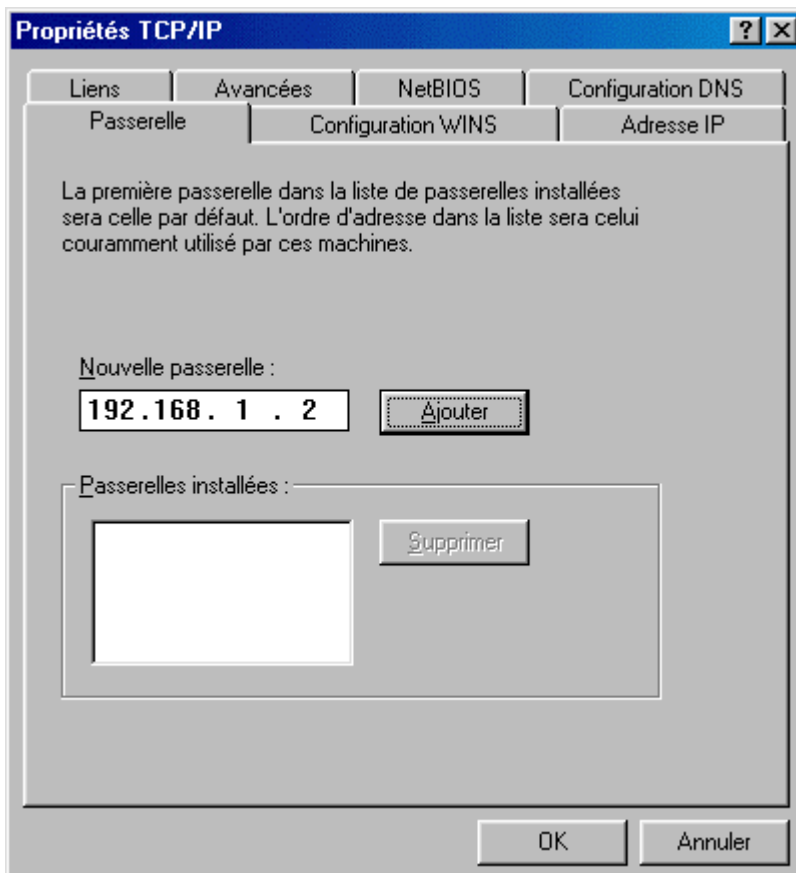 Propriétés TCP/IP
Liens Avancées NetBIOS Configuration DNS
Passerelle Configuration WINS Adresse IP
La première passerelle dans la liste de passerelles installées
sera celle par défaut. L'ordre d'adresse dans la liste sera celui
couramment utilisé par ces machines.
Nouvelle passerelle :
192.168. 1 . 2 Ajouter
Passerelles installées :
Supprimer
OK Annuler